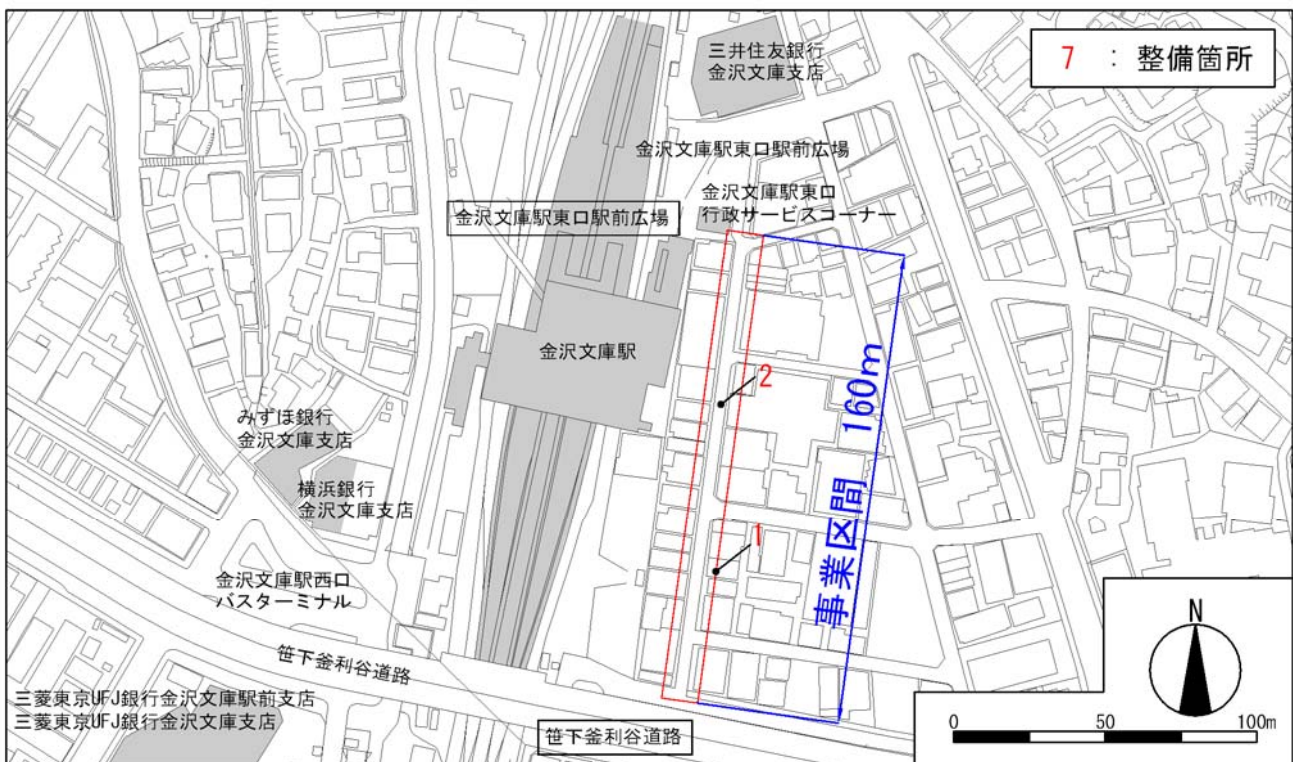 三井住友銀行
金沢文庫支店
7 : 整備箇所
金沢文庫駅東口駅前広場
金沢文庫駅東口
行政サービスコーナー
金沢文庫駅東口駅前広場
金沢文庫駅
2
事業区間 160m
みずほ銀行
金沢文庫支店
横浜銀行
金沢文庫支店
1
金沢文庫駅西口
バスターミナル
笹下釜利谷道路
三菱東京UFJ銀行金沢文庫駅前支店
三菱東京UFJ銀行金沢文庫支店
笹下釜利谷道路
N
0 50 100m